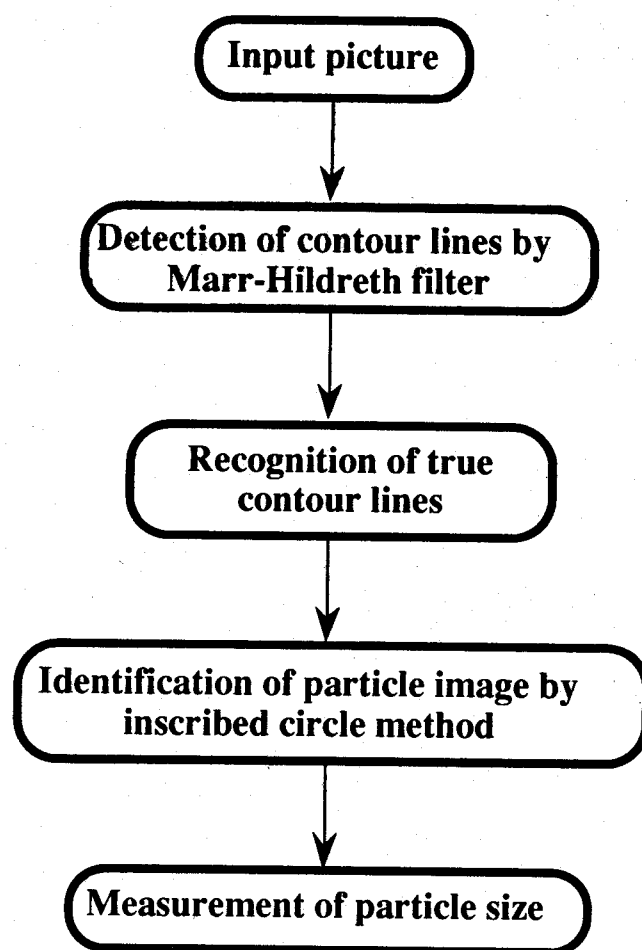 Input picture
Detection of contour lines by
Marr-Hildreth filter
Recognition of true
contour lines
Identification of particle image by
inscribed circle method
Measurement of particle size